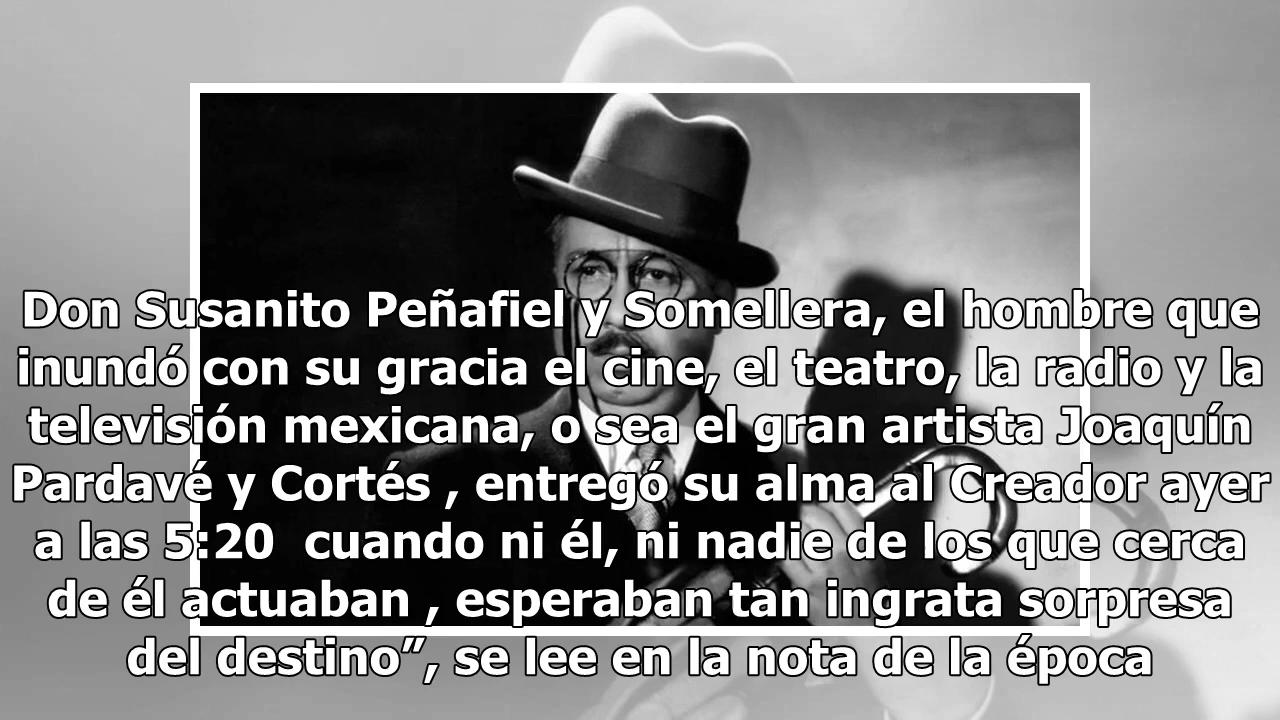 Don Susanito Peñafiel y Somellera, el hombre que
inundó con su gracia el cine, el teatro, la radio y la
televisión mexicana, o sea el gran artista Joaquín
Pardavé y Cortés , entregó su alma al Creador ayer
a las 5:20  cuando ni él, ni nadie de los que cerca
de él actuaban , esperaban tan ingrata sorpresa
del destino”, se lee en la nota de la época